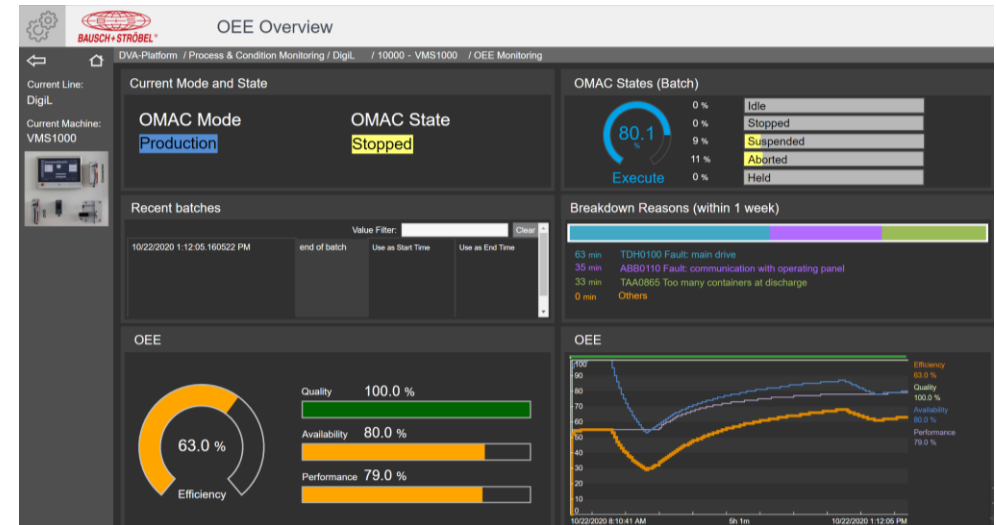 OEE Overview
BAUSCH+STRÖBEL
DVA-Platform / Process & Condition Monitoring / DigiL / 10000 - VMS1000 / OEE Monitoring
Current Line:
DigiL
Current Machine:
VMS1000
Current Mode and State
OMAC Mode
Production
OMAC State
Stopped
OMAC States (Batch)
80.1
%
Execute
0 % Idle
0 % Stopped
9 % Suspended
11 % Aborted
0 % Held
Recent batches
Value Filter: Clear
10/22/2020 1:12:05.160522 PM end of batch Use as Start Time Use as End Time
Breakdown Reasons (within 1 week)
63 min TDH0100 Fault: main drive
35 min ABB0110 Fault: communication with operating panel
33 min TAA0865 Too many containers at discharge
0 min Others
OEE
63.0 %
Efficiency
Quality 100.0 %
Availability 80.0 %
Performance 79.0 %
OEE
100
90
80
70
60
50
40
30
20
10
0
10/22/2020 8:10:41 AM 5h 1m 10/22/2020 1:12:05 PM
Efficiency
63.0 %
Quality
100.0 %
Availability
80.0 %
Performance
79.0 %